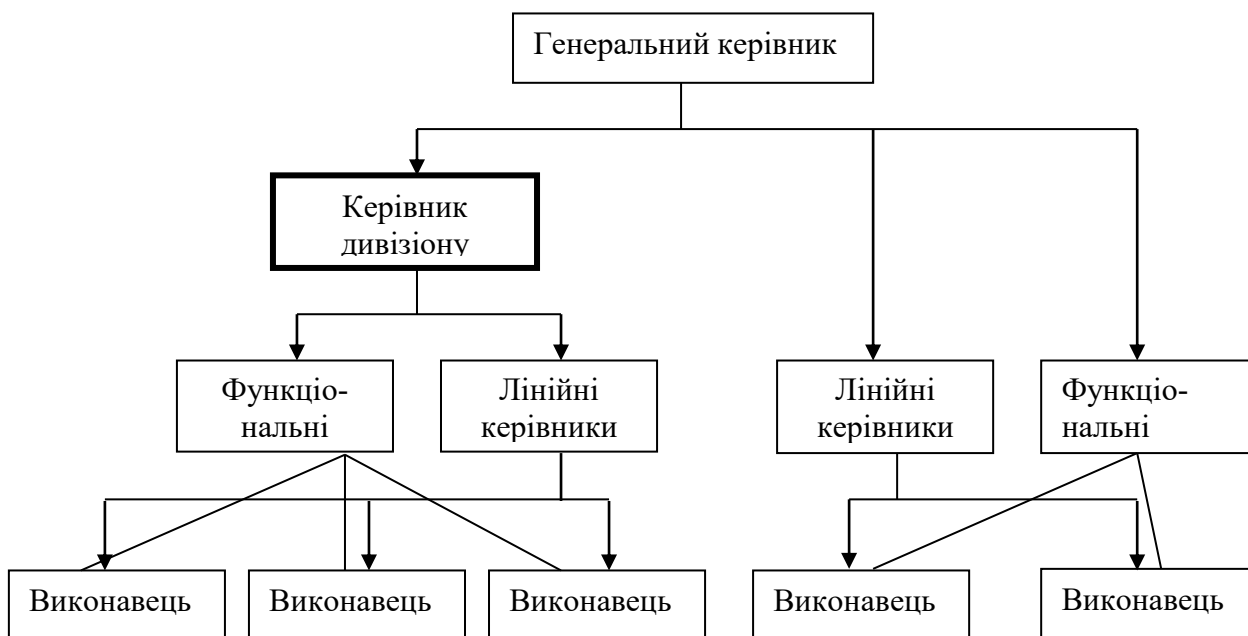 Генеральний керівник
Керівник
дивізіону
Функціо-
нальні
Лінійні
керівники
Лінійні
керівники
Функціо-
нальні
Виконавець
Виконавець
Виконавець
Виконавець
Виконавець